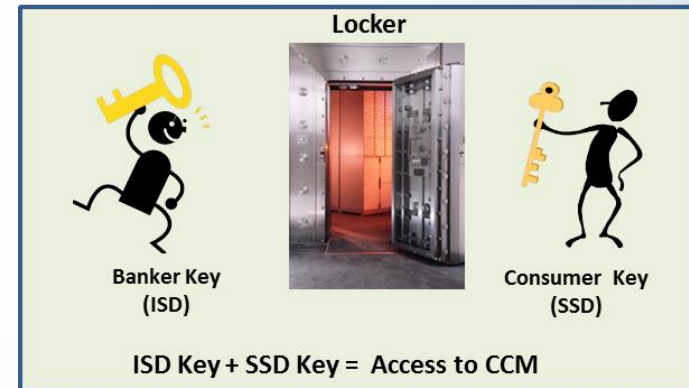 Locker
Banker Key
(ISD)
Consumer Key
(SSD)
ISD Key + SSD Key = Access to CCM